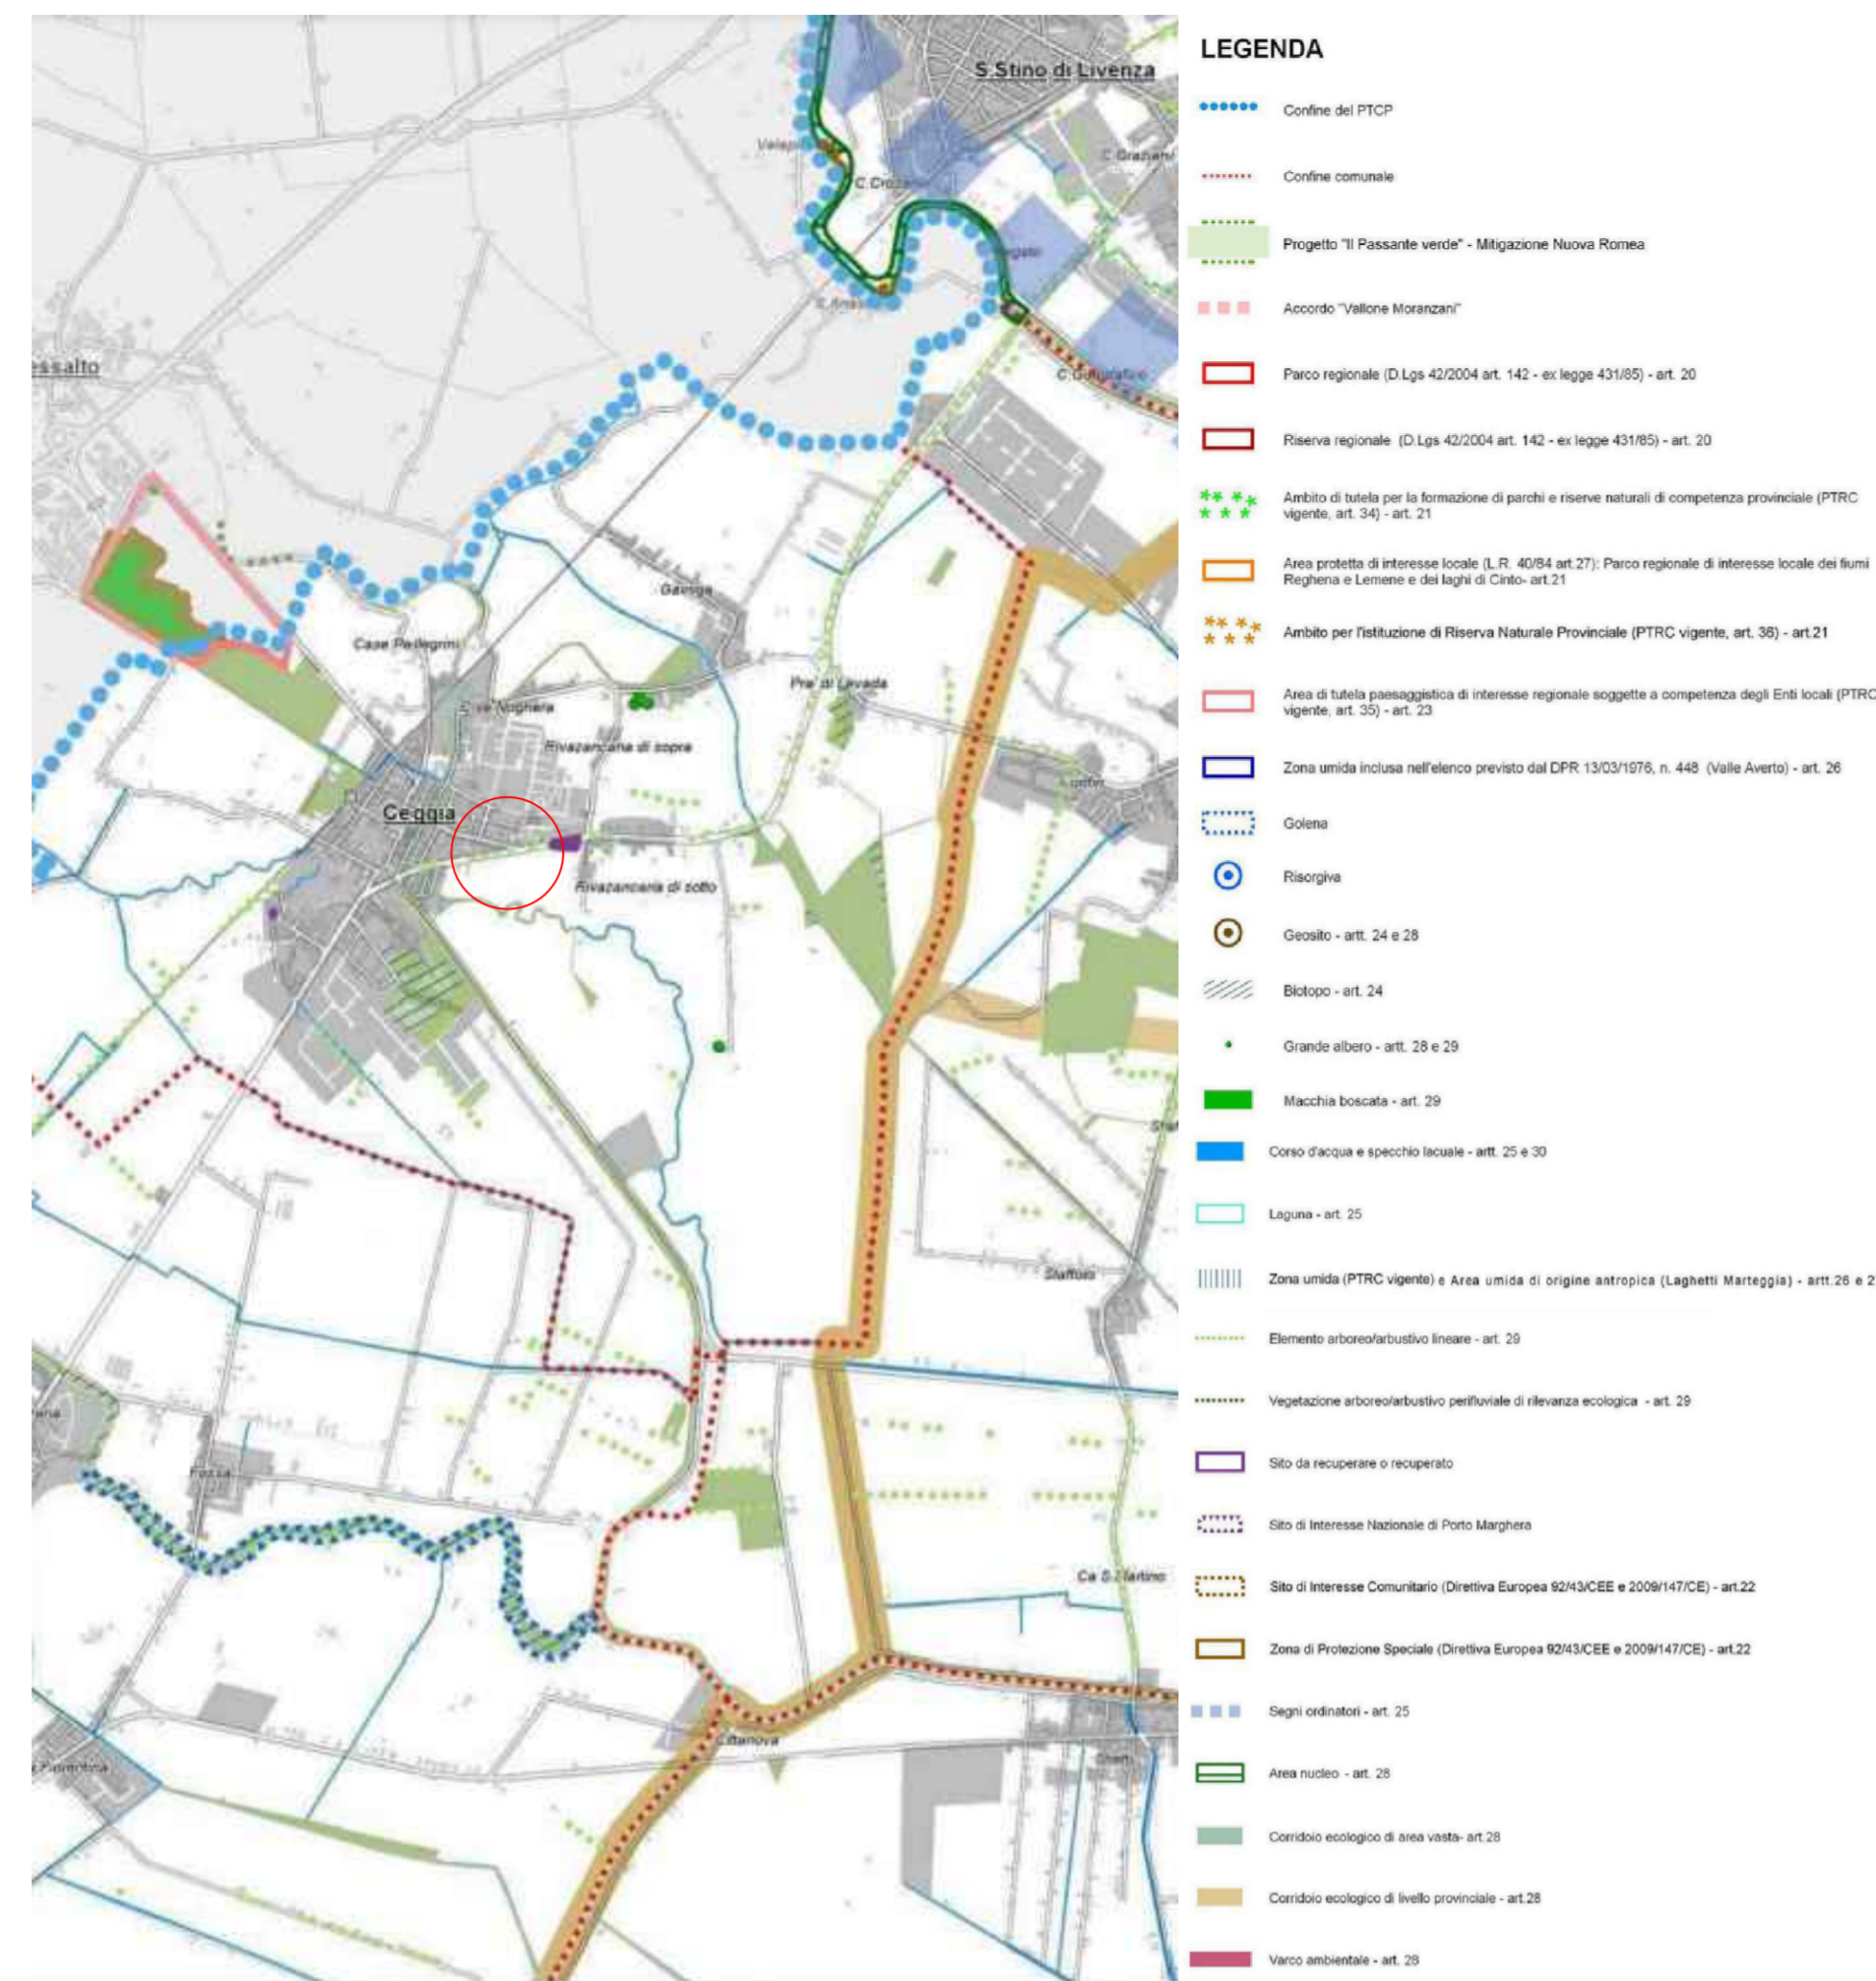 S.Stino di Livenza
C.Graziani
Gainiga
Case Pellegrini
Pra' di Levada
Rivazancana di sopra
Ceggia
Rivazancana di sotto
Staffolo
Fossa
Ca S.Martino
Cittanova
LEGENDA
Confine del PTCP
Confine comunale
Progetto "Il Passante verde" - Mitigazione Nuova Romea
Accordo "Vallone Moranzani"
Parco regionale (D.Lgs 42/2004 art. 142 - ex legge 431/85) - art. 20
Riserva regionale (D.Lgs 42/2004 art. 142 - ex legge 431/85) - art. 20
Ambito di tutela per la formazione di parchi e riserve naturali di competenza provinciale (PTRC
vigente, art. 34) - art. 21
Area protetta di interesse locale (L.R. 40/84 art.27): Parco regionale di interesse locale dei fiumi
Reghena e Lemene e dei laghi di Cinto- art.21
Ambito per l'istituzione di Riserva Naturale Provinciale (PTRC vigente, art. 36) - art.21
Area di tutela paesaggistica di interesse regionale soggette a competenza degli Enti locali (PTRC
vigente, art. 35) - art. 23
Zona umida inclusa nell'elenco previsto dal DPR 13/03/1976, n. 448 (Valle Averto) - art. 26
Golena
Risorgiva
Geosito - artt. 24 e 28
Biotopo - art. 24
Grande albero - artt. 28 e 29
Macchia boscata - art. 29
Corso d'acqua e specchio lacuale - artt. 25 e 30
Laguna - art. 25
Zona umida (PTRC vigente) e Area umida di origine antropica (Laghetti Marteggia) - artt.26 e 2
Elemento arboreo/arbustivo lineare - art. 29
Vegetazione arboreo/arbustivo perifluviale di rilevanza ecologica - art. 29
Sito da recuperare o recuperato
Sito di Interesse Nazionale di Porto Marghera
Sito di Interesse Comunitario (Direttiva Europea 92/43/CEE e 2009/147/CE) - art.22
Zona di Protezione Speciale (Direttiva Europea 92/43/CEE e 2009/147/CE) - art.22
Segni ordinatori - art. 25
Area nucleo - art. 28
Corridoio ecologico di area vasta- art.28
Corridoio ecologico di livello provinciale - art.28
Varco ambientale - art. 28